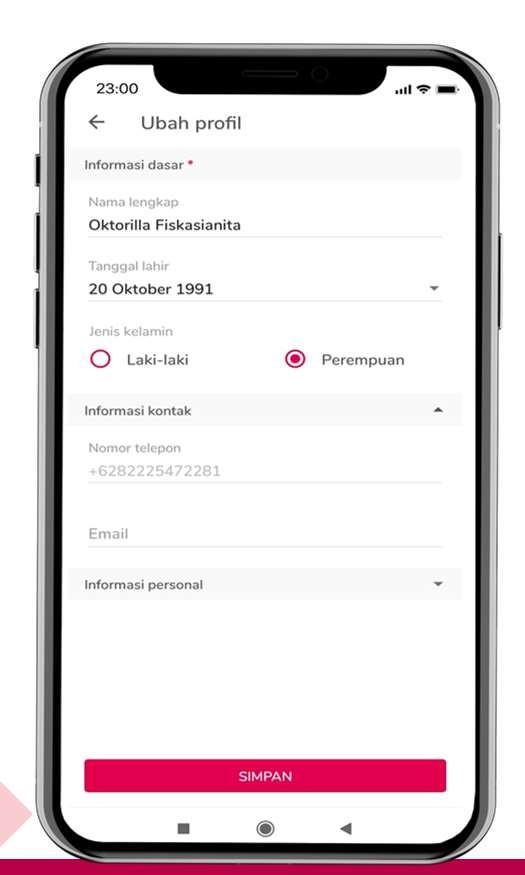 23:00
Ubah profil
Informasi dasar *
Nama lengkap
Oktorilla Fiskasianita
Tanggal lahir
20 Oktober 1991
Jenis kelamin
Laki-laki
Perempuan
Informasi kontak
Nomor telepon
+6282225472281
Email
Informasi personal
SIMPAN